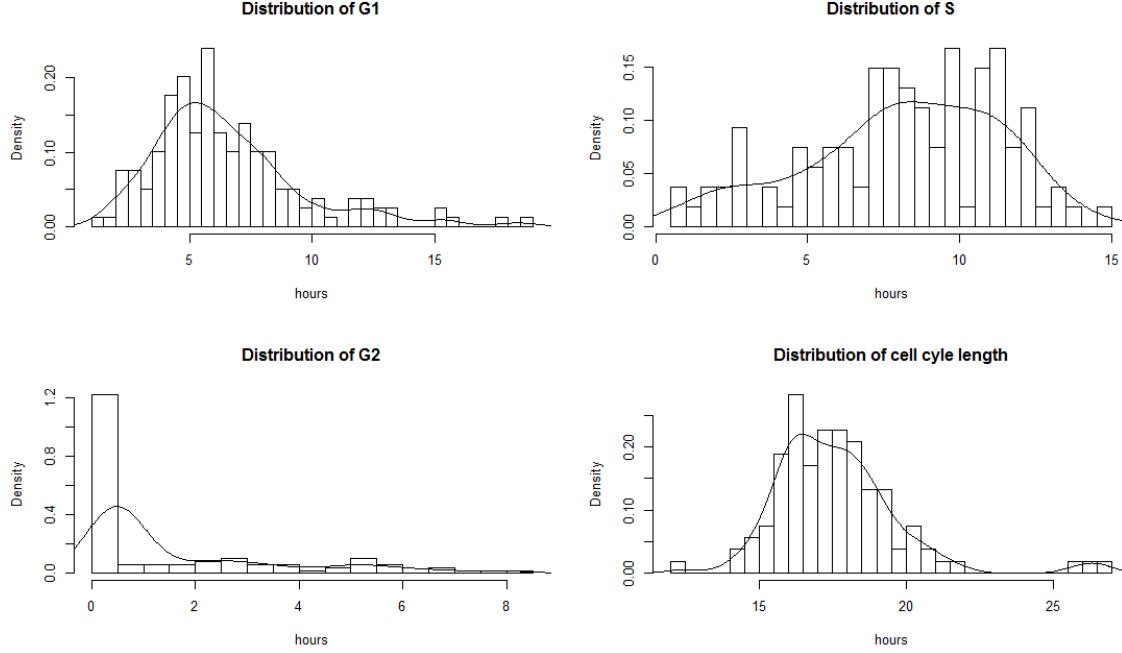 Distribution of G1
Density
0.00
0.10
0.20
5
10
15
hours
Distribution of S
Density
0.00
0.05
0.10
0.15
0
5
10
15
hours
Distribution of G2
Density
0.0
0.4
0.8
1.2
0
2
4
6
8
hours
Distribution of cell cyle length
Density
0.00
0.10
0.20
15
20
25
hours